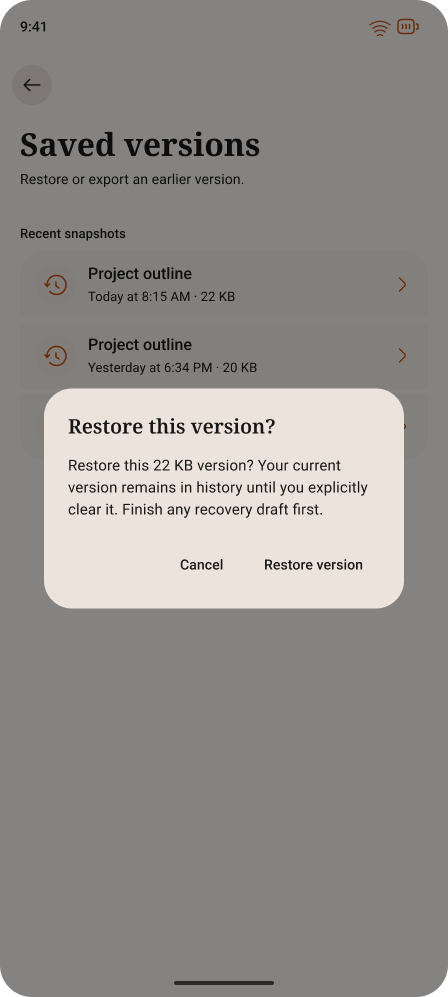 9:41
Saved versions
Restore or export an earlier version.
Recent snapshots
Project outline
Today at 8:15 AM · 22 KB
Project outline
Yesterday at 6:34 PM · 20 KB
Restore this version?
Restore this 22 KB version? Your current
version remains in history until you explicitly
clear it. Finish any recovery draft first.
Cancel
Restore version